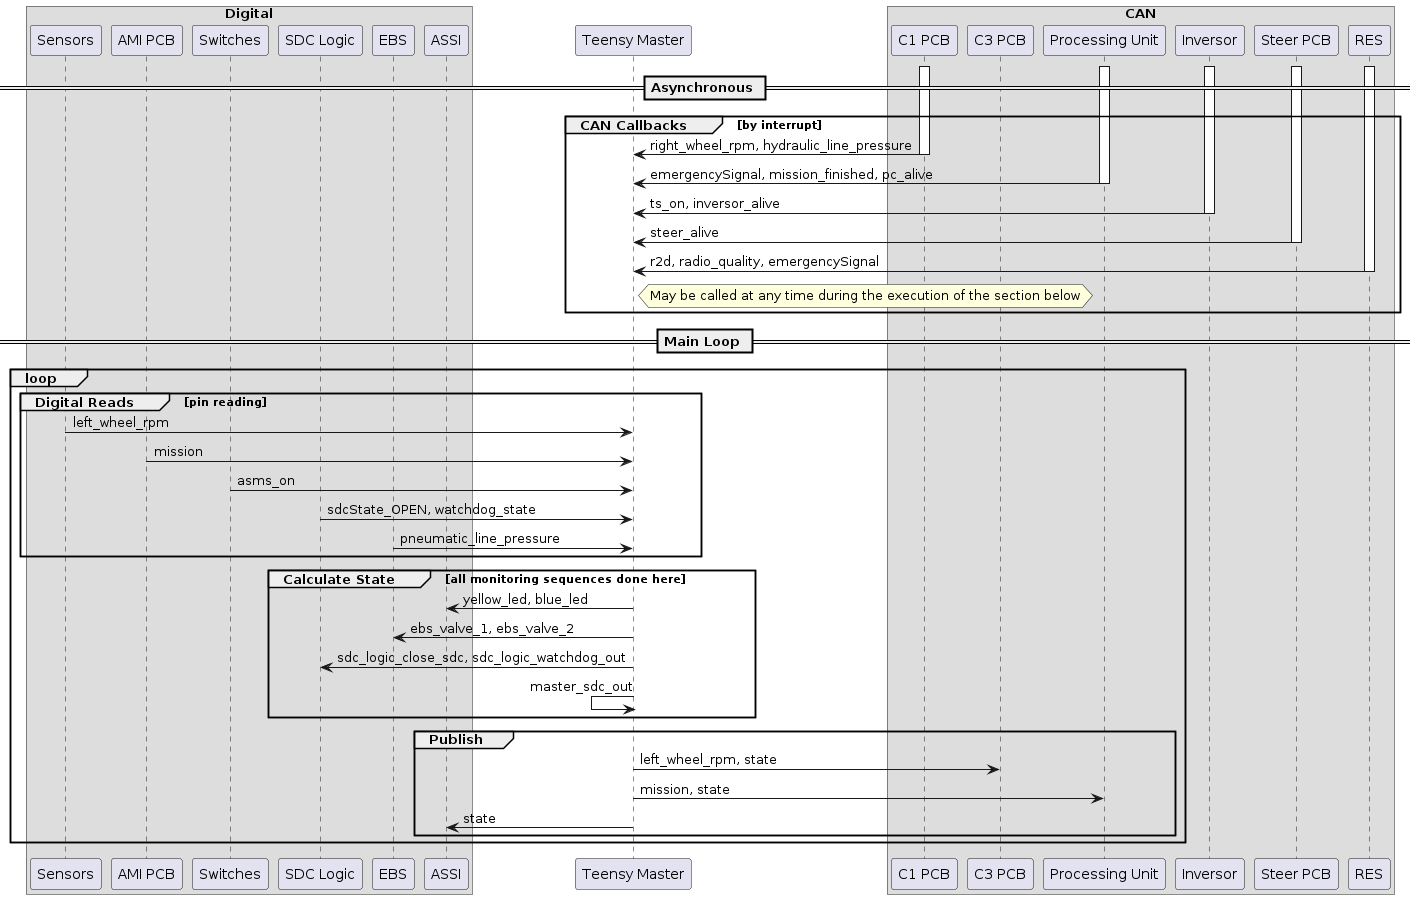 Digital
CAN
Sensors
AMI PCB
Switches
SDC Logic
EBS
ASSI
Teensy Master
C1 PCB
C3 PCB
Processing Unit
Inversor
Steer PCB
RES
Asynchronous
CAN Callbacks [by interrupt]
right_wheel_rpm, hydraulic_line_pressure
emergencySignal, mission_finished, pc_alive
ts_on, inversor_alive
steer_alive
r2d, radio_quality, emergencySignal
May be called at any time during the execution of the section below
Main Loop
loop
Digital Reads [pin reading]
left_wheel_rpm
mission
asms_on
sdcState_OPEN, watchdog_state
pneumatic_line_pressure
Calculate State [all monitoring sequences done here]
yellow_led, blue_led
ebs_valve_1, ebs_valve_2
sdc_logic_close_sdc, sdc_logic_watchdog_out
master_sdc_out
Publish
left_wheel_rpm, state
mission, state
state
Sensors
AMI PCB
Switches
SDC Logic
EBS
ASSI
Teensy Master
C1 PCB
C3 PCB
Processing Unit
Inversor
Steer PCB
RES